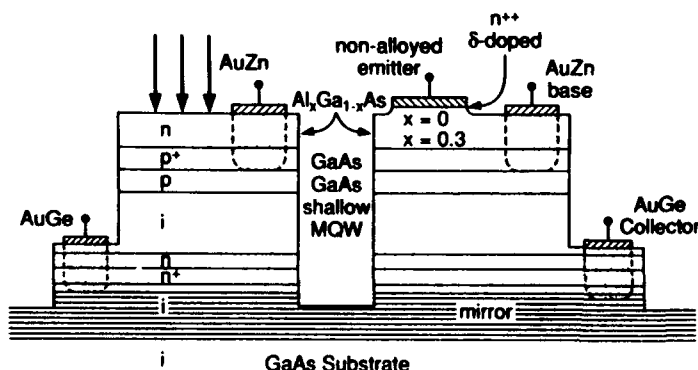 n++
δ-doped
non-alloyed
emitter
AuZn
AuZn
base
AlxGa1-xAs
x = 0
x = 0.3
n
p+
p
GaAs
GaAs
shallow
MQW
i
AuGe
AuGe
Collector
n
n+
i
mirror
i
GaAs Substrate